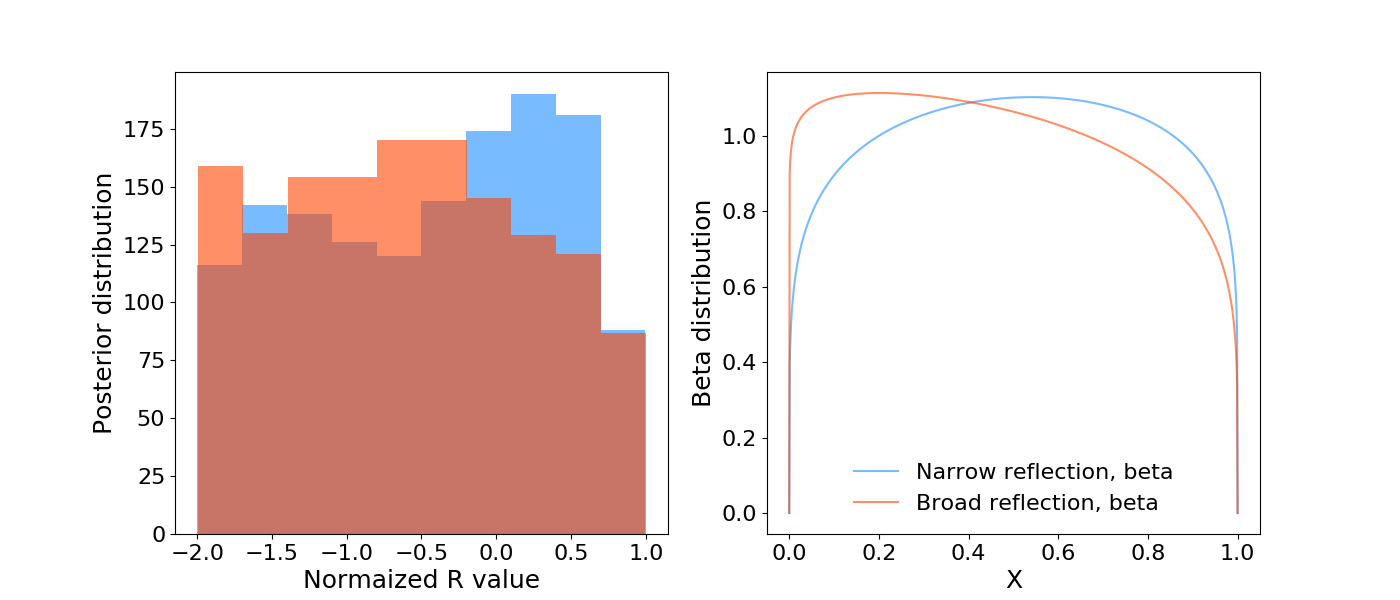 Posterior distribution
175
150
125
100
75
50
25
0
−2.0 −1.5 −1.0 −0.5 0.0 0.5 1.0
Normaized R value
Beta distribution
1.0
0.8
0.6
0.4
0.2
0.0
Narrow reflection, beta
Broad reflection, beta
0.0 0.2 0.4 0.6 0.8 1.0
X